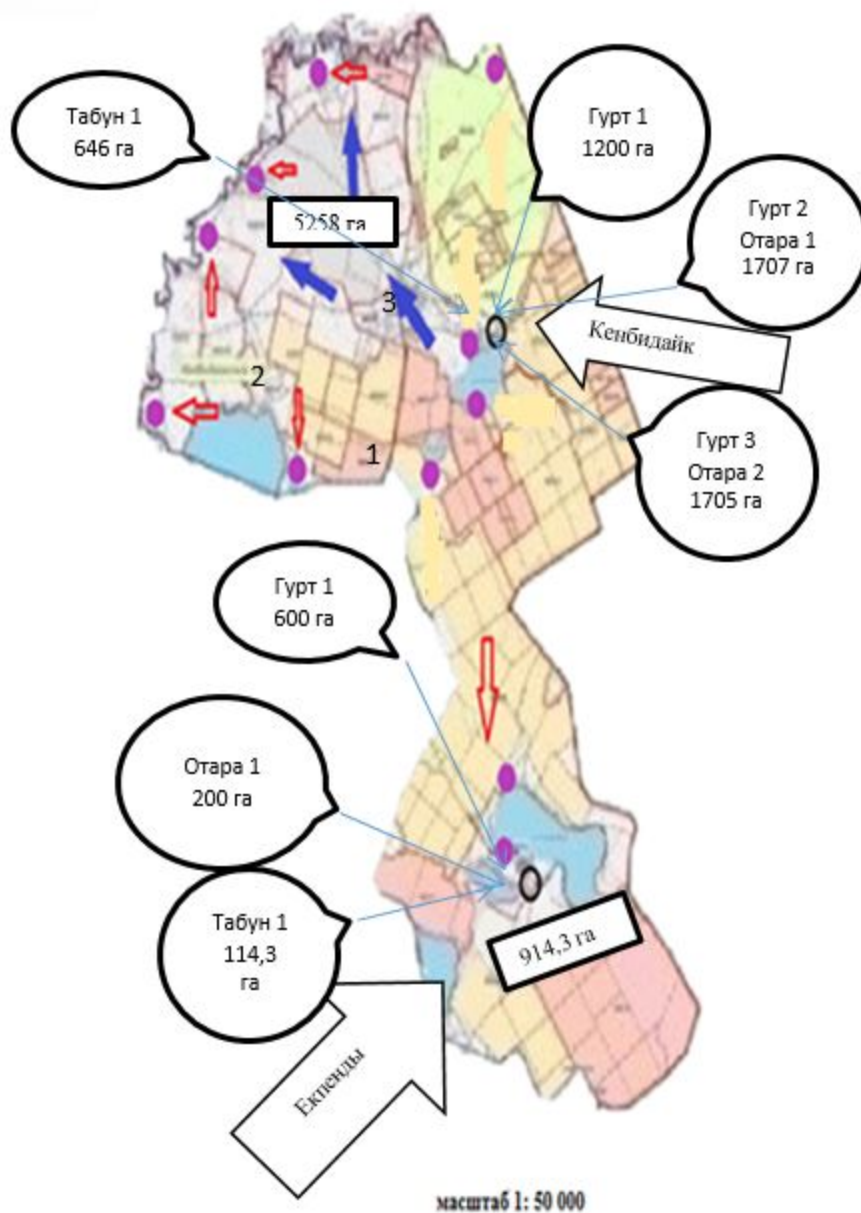 Табун 1
646 га
Гурт 1
1200 га
5258 га
Гурт 2
Отара 1
1707 га
3
Кенбидайк
2
1
Гурт 3
Отара 2
1705 га
Гурт 1
600 га
Отара 1
200 га
Табун 1
114,3
га
914,3 га
Екпенды
масштаб 1: 50 000